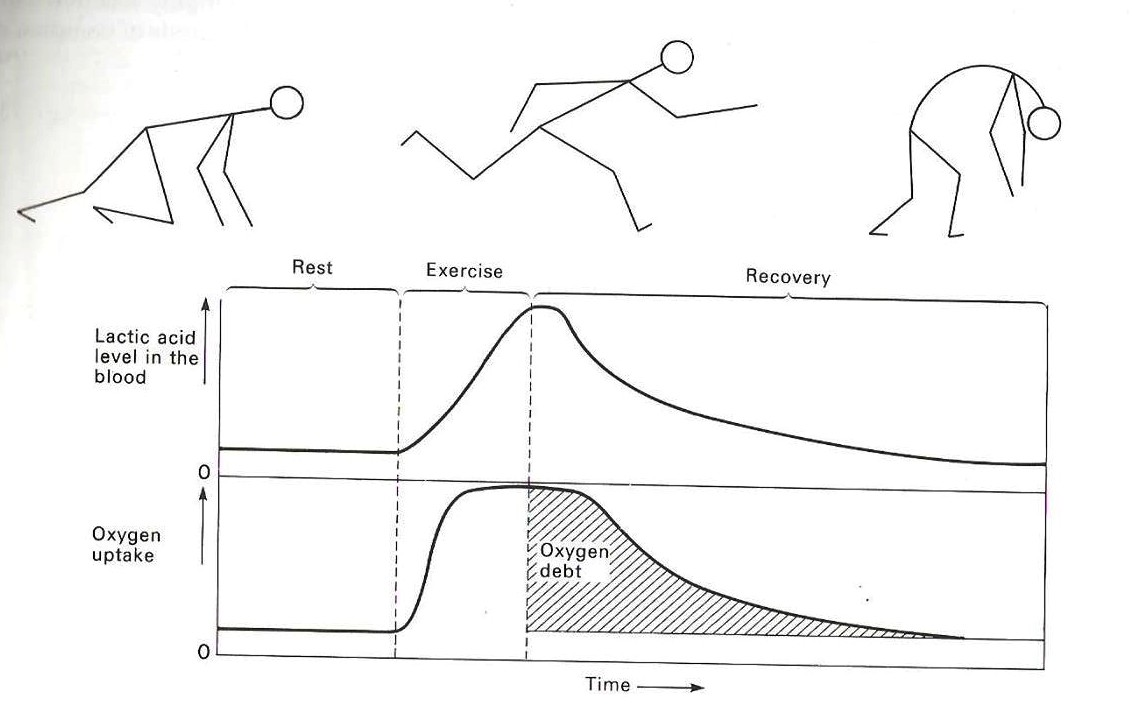 Rest
Exercise
Recovery
Lactic acid
level in the
blood
0
Oxygen
uptake
Oxygen
debt
0
Time